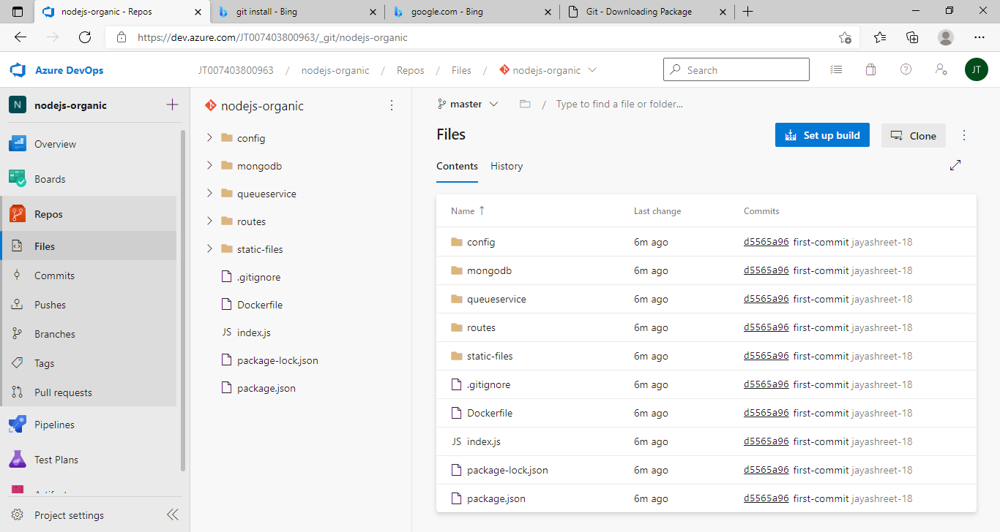 nodejs-organic - Repos
git install - Bing
google.com - Bing
Git - Downloading Package
https://dev.azure.com/JT007403800963/_git/nodejs-organic
Azure DevOps
JT007403800963 / nodejs-organic / Repos / Files / nodejs-organic
Search
JT
N nodejs-organic
Overview
Boards
Repos
Files
Commits
Pushes
Branches
Tags
Pull requests
Pipelines
Test Plans
Project settings
nodejs-organic
config
mongodb
queueservice
routes
static-files
.gitignore
Dockerfile
JS index.js
package-lock.json
package.json
master / Type to find a file or folder...
Files
Set up build
Clone
Contents History
Name ↑ Last change Commits
config 6m ago d5565a96 first-commit jayashreet-18
mongodb 6m ago d5565a96 first-commit jayashreet-18
queueservice 6m ago d5565a96 first-commit jayashreet-18
routes 6m ago d5565a96 first-commit jayashreet-18
static-files 6m ago d5565a96 first-commit jayashreet-18
.gitignore 6m ago d5565a96 first-commit jayashreet-18
Dockerfile 6m ago d5565a96 first-commit jayashreet-18
JS index.js 6m ago d5565a96 first-commit jayashreet-18
package-lock.json 6m ago d5565a96 first-commit jayashreet-18
package.json 6m ago d5565a96 first-commit jayashreet-18